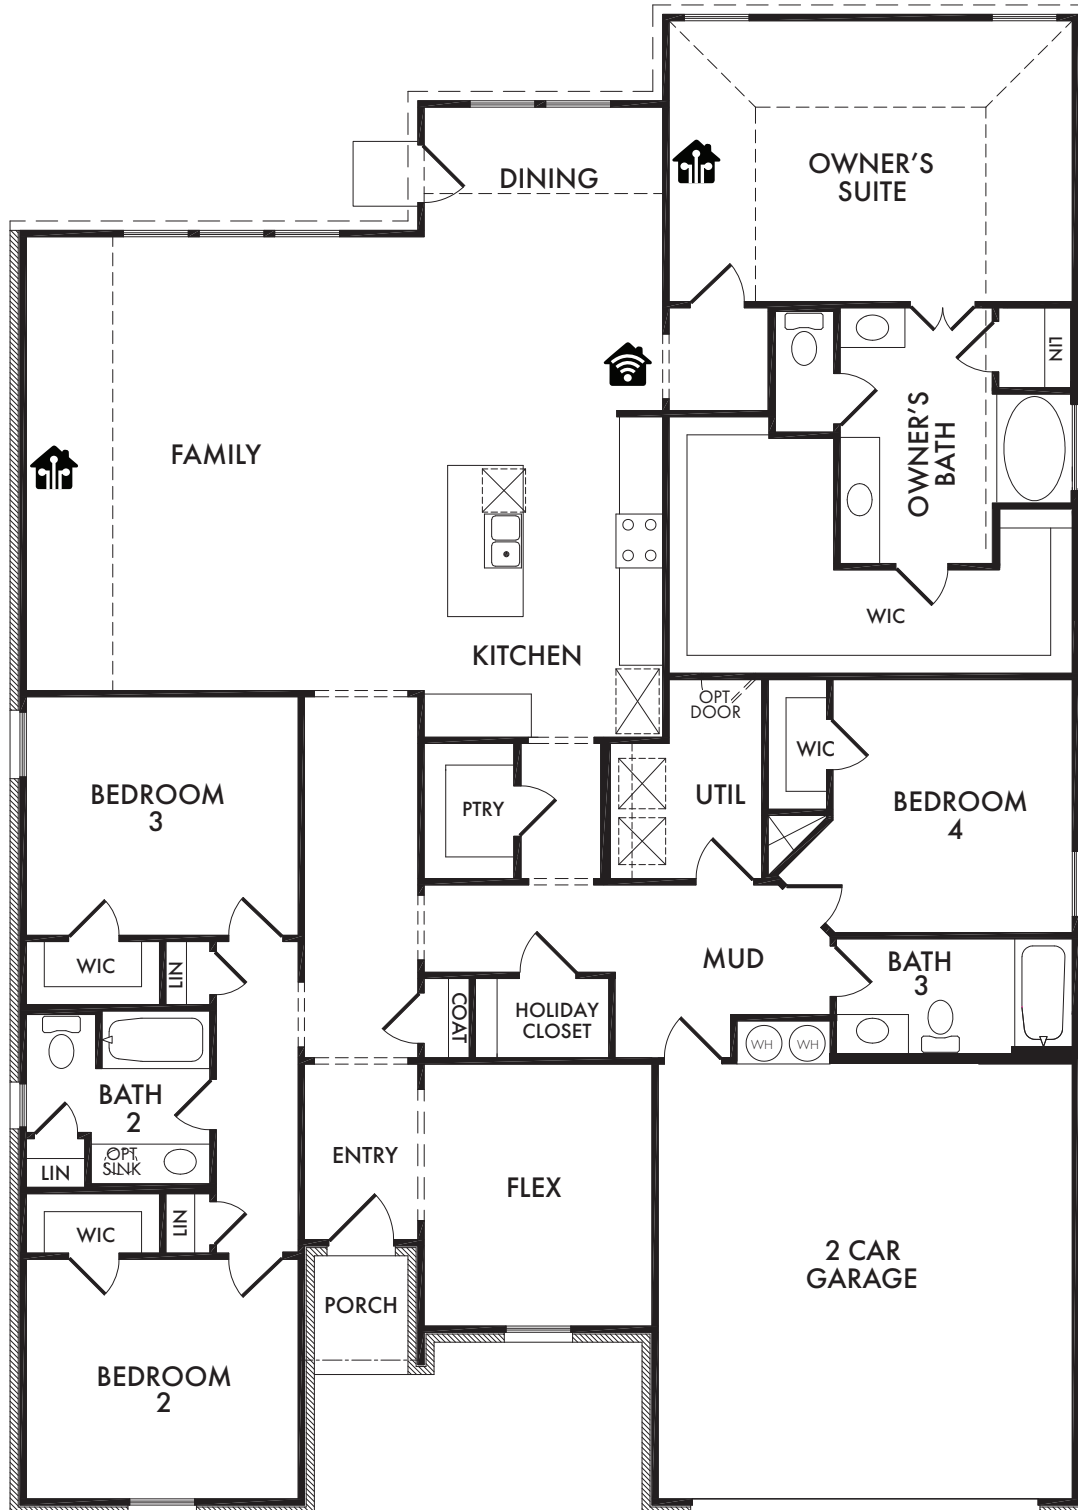 OWNER'S
SUITE
DINING
LIN
OWNER'S
BATH
FAMILY
WIC
KITCHEN
OPT
DOOR
WIC
UTIL
BEDROOM
3
PTRY
BEDROOM
4
MUD
BATH
3
WIC
LIN
COAT
HOLIDAY
CLOSET
WH
WH
BATH
2
OPT
SINK
LIN
ENTRY
FLEX
WIC
LIN
2 CAR
GARAGE
PORCH
BEDROOM
2